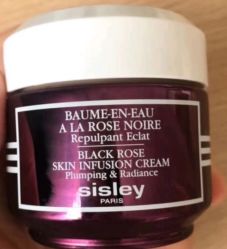 BAUME-EN-EAU
A LA ROSE NOIRE
Repulpant Eclat
BLACK ROSE
SKIN INFUSION CREAM
Plumping & Radiance
sisley
PARIS